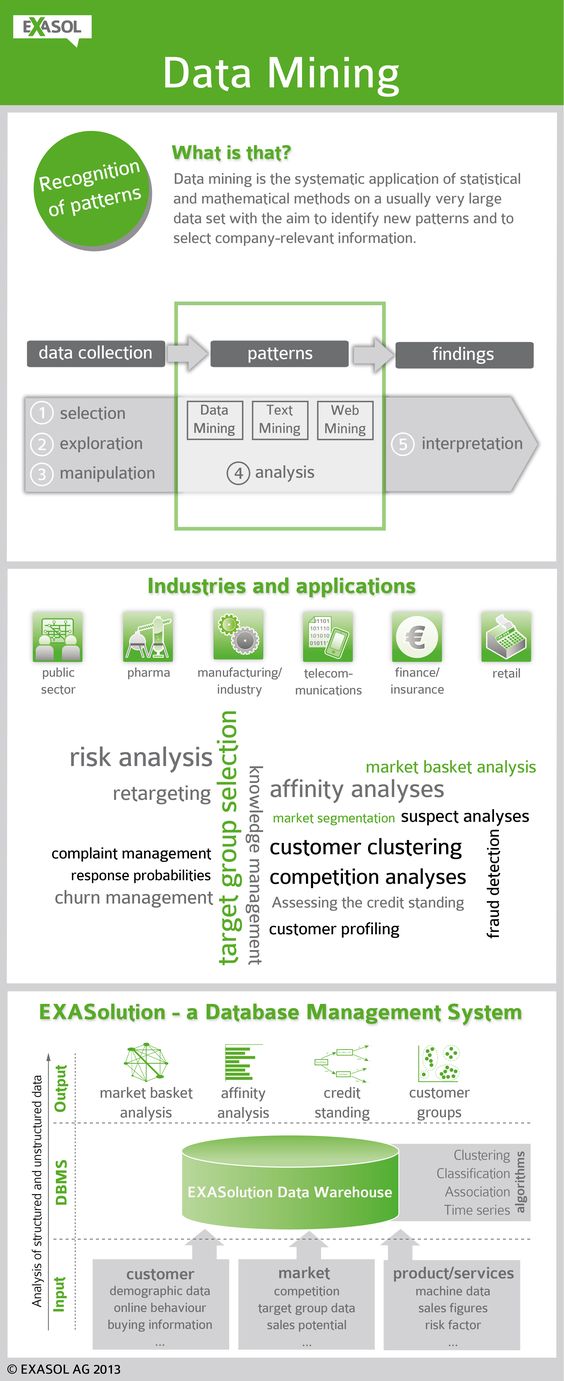 EXASOL
Data Mining
Recognition
of patterns
What is that?
Data mining is the systematic application of statistical
and mathematical methods on a usually very large
data set with the aim to identify new patterns and to
select company-relevant information.
data collection
patterns
findings
1 selection
2 exploration
3 manipulation
Data
Mining
Text
Mining
Web
Mining
4 analysis
5 interpretation
Industries and applications
public
sector
pharma
manufacturing/
industry
telecom-
munications
finance/
insurance
retail
risk analysis
retargeting
complaint management
response probabilities
churn management
target group selection
knowledge management
market basket analysis
affinity analyses
market segmentation
suspect analyses
customer clustering
competition analyses
Assessing the credit standing
customer profiling
fraud detection
EXASolution - a Database Management System
Analysis of structured and unstructured data
Output
market basket
analysis
affinity
analysis
credit
standing
customer
groups
DBMS
EXASolution Data Warehouse
Clustering
Classification
Association
Time series
algorithms
Input
customer
demographic data
online behaviour
buying information
...
market
competition
target group data
sales potential
...
product/services
machine data
sales figures
risk factor
...
© EXASOL AG 2013